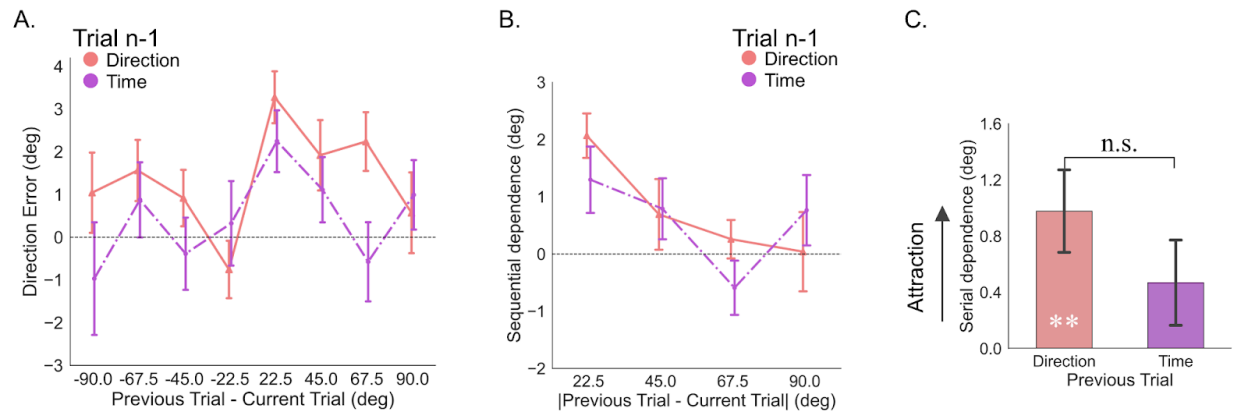 A.
Trial n-1
Direction
Time
Direction Error (deg)
4
3
2
1
0
−1
−2
−3
-90.0 -67.5 -45.0 -22.5 22.5 45.0 67.5 90.0
Previous Trial - Current Trial (deg)
B.
Trial n-1
Direction
Time
Sequential dependence (deg)
3
2
1
0
−1
−2
22.5 45.0 67.5 90.0
|Previous Trial - Current Trial| (deg)
C.
Attraction
Serial dependence (deg)
1.6
1.2
0.8
0.4
0.0
n.s.
**
Direction Time
Previous Trial